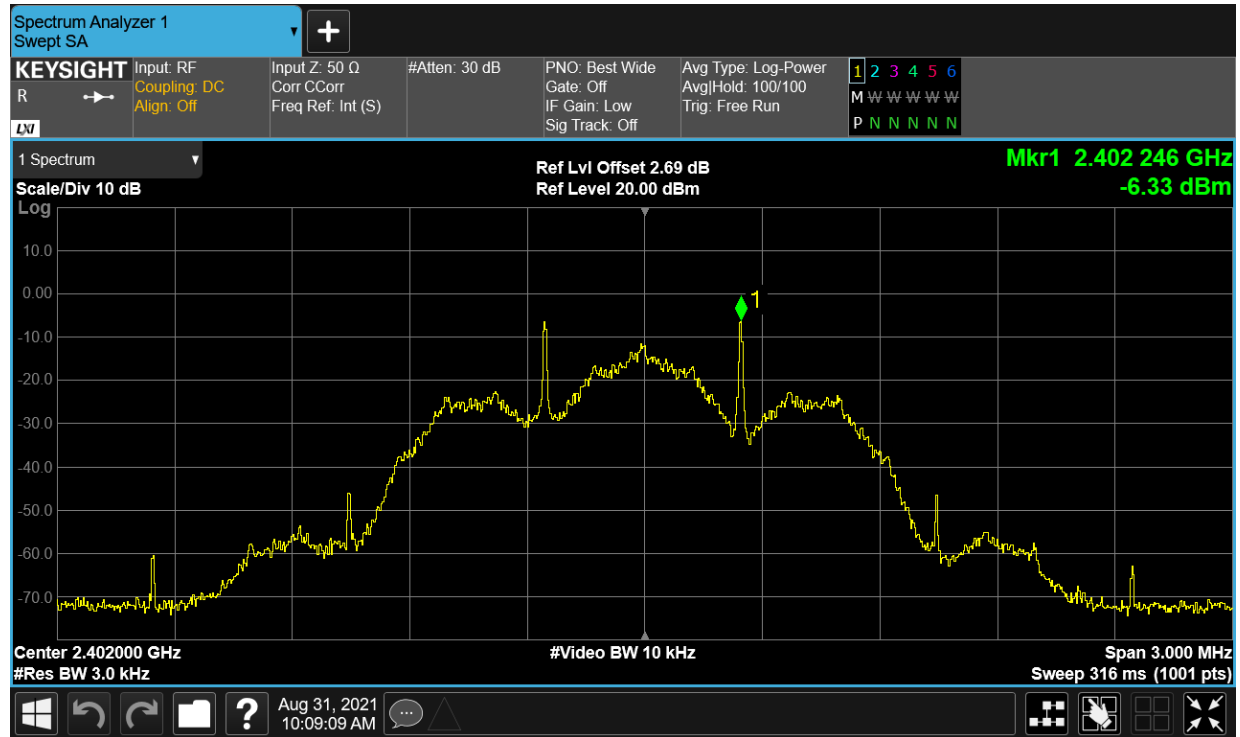 Spectrum Analyzer 1
Swept SA
KEYSIGHT
R
LXI
Input: RF
Coupling: DC
Align: Off
Input Z: 50 Ω
Corr CCorr
Freq Ref: Int (S)
#Atten: 30 dB
PNO: Best Wide
Gate: Off
IF Gain: Low
Sig Track: Off
Avg Type: Log-Power
Avg|Hold: 100/100
Trig: Free Run
1 2 3 4 5 6
M W W W W W
P N N N N N
1 Spectrum
Scale/Div 10 dB
Log
Ref Lvl Offset 2.69 dB
Ref Level 20.00 dBm
Mkr1 2.402 246 GHz
-6.33 dBm
10.0
0.00
1
-10.0
-20.0
-30.0
-40.0
-50.0
-60.0
-70.0
Center 2.402000 GHz
#Res BW 3.0 kHz
#Video BW 10 kHz
Span 3.000 MHz
Sweep 316 ms (1001 pts)
?
Aug 31, 2021
10:09:09 AM